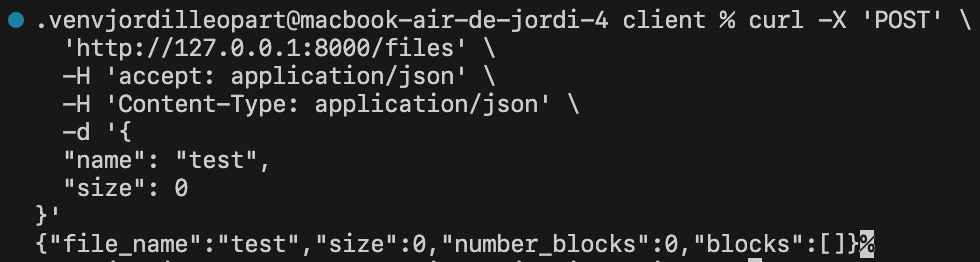 .venvjordilleopart@macbook-air-de-jordi-4 client % curl -X 'POST' \
'http://127.0.0.1:8000/files' \
-H 'accept: application/json' \
-H 'Content-Type: application/json' \
-d '{
"name": "test",
"size": 0
}'
{"file_name":"test","size":0,"number_blocks":0,"blocks":[]}%